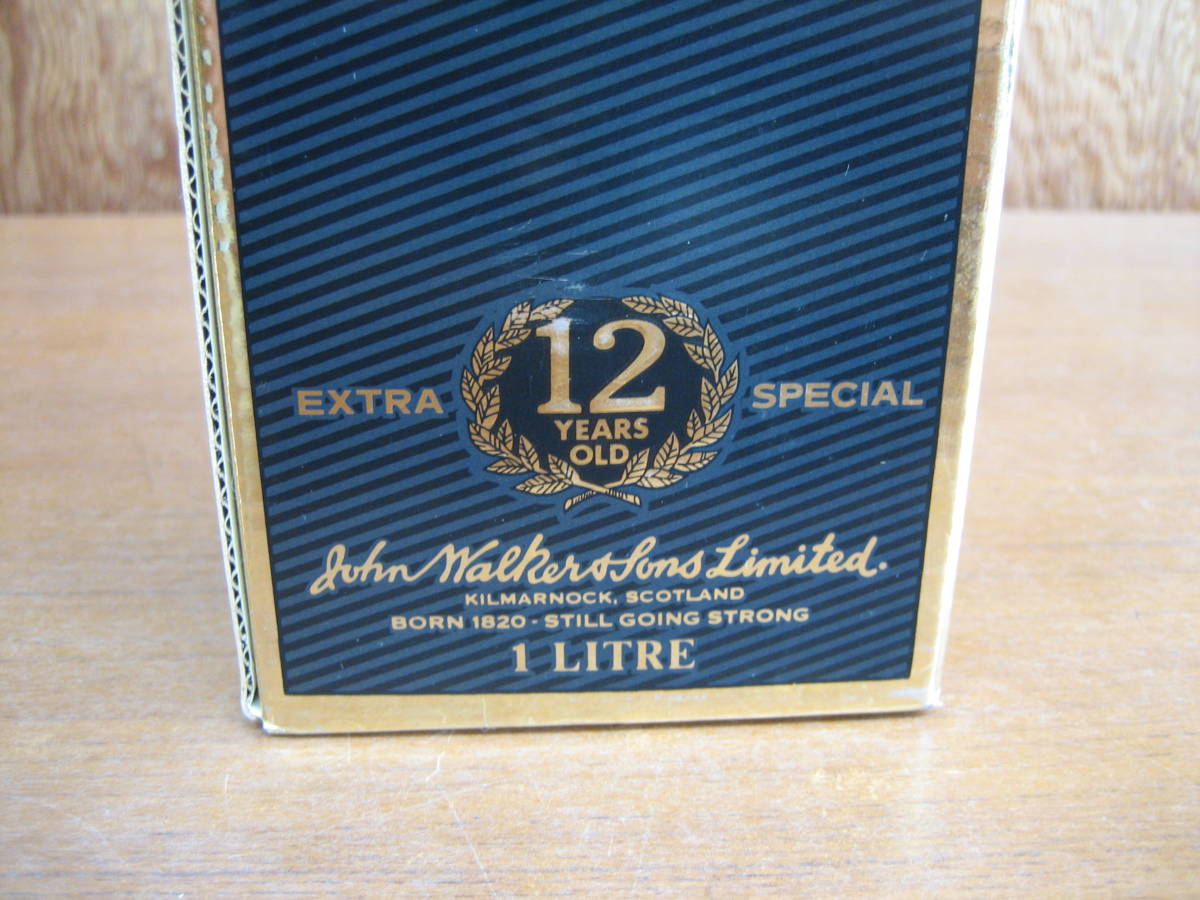 EXTRA 12 SPECIAL
YEARS
OLD
John Walker & Sons Limited.
KILMARNOCK, SCOTLAND
BORN 1820 - STILL GOING STRONG
1 LITRE